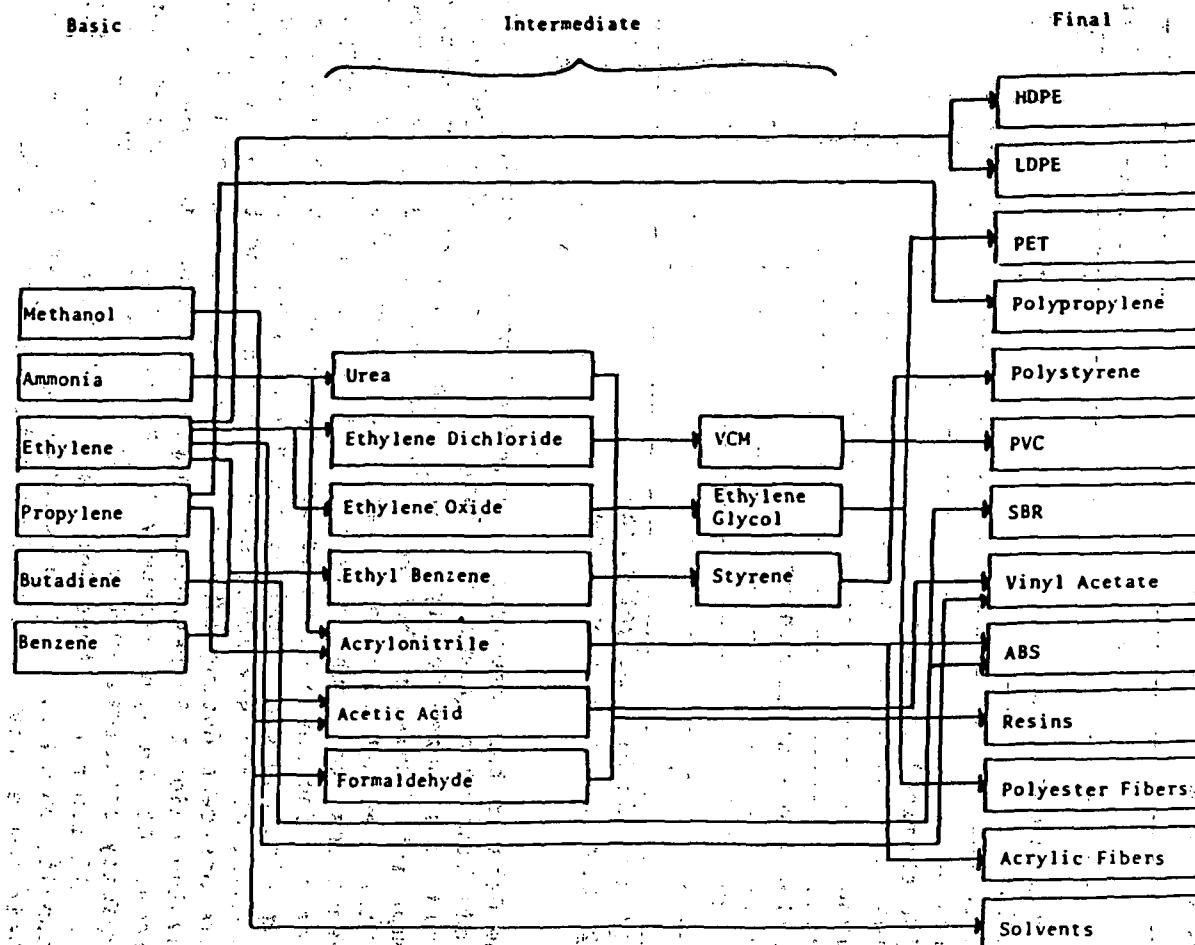 Basic
Intermediate
Final
HDPE
LDPE
PET
Polypropylene
Polystyrene
PVC
SBR
Vinyl Acetate
ABS
Resins
Polyester Fibers
Acrylic Fibers
Solvents
Methanol
Ammonia
Ethylene
Propylene
Butadiene
Benzene
Urea
Ethylene Dichloride
Ethylene Oxide
Ethyl Benzene
Acrylonitrile
Acetic Acid
Formaldehyde
VCM
Ethylene
Glycol
Styrene